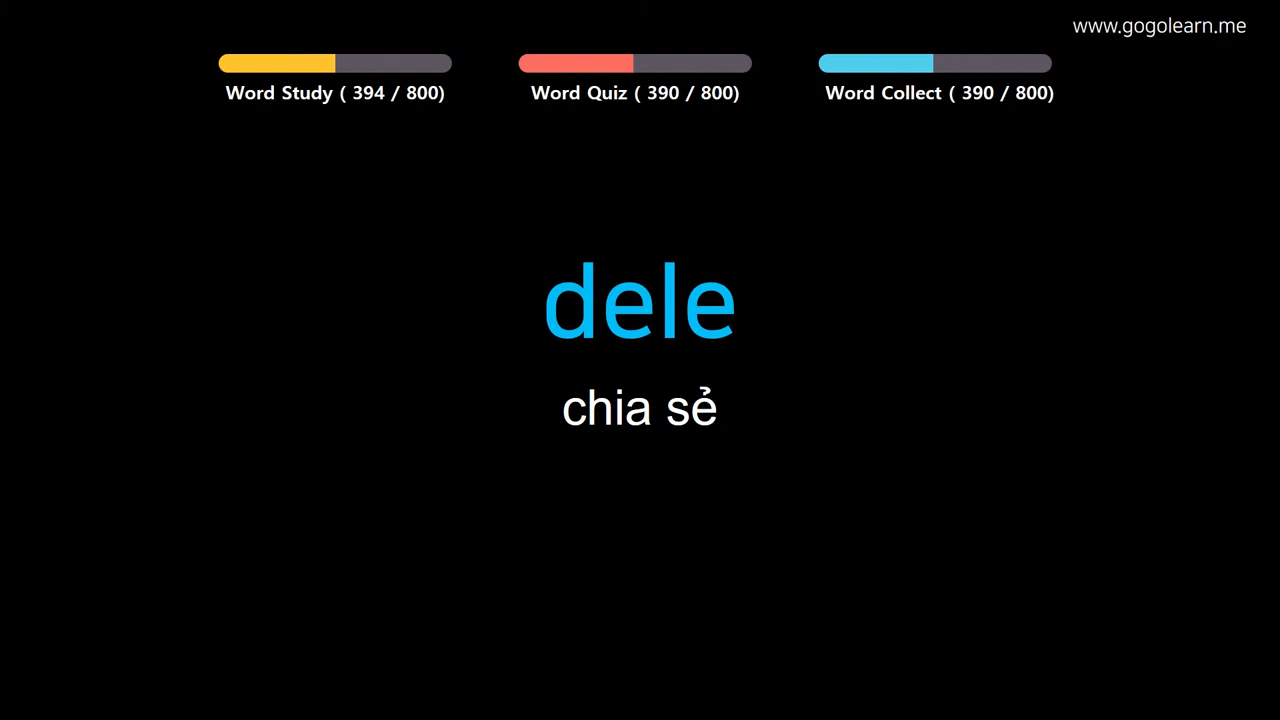 www.gogolearn.me
Word Study ( 394 / 800)
Word Quiz ( 390 / 800)
Word Collect ( 390 / 800)
dele
chia sẻ